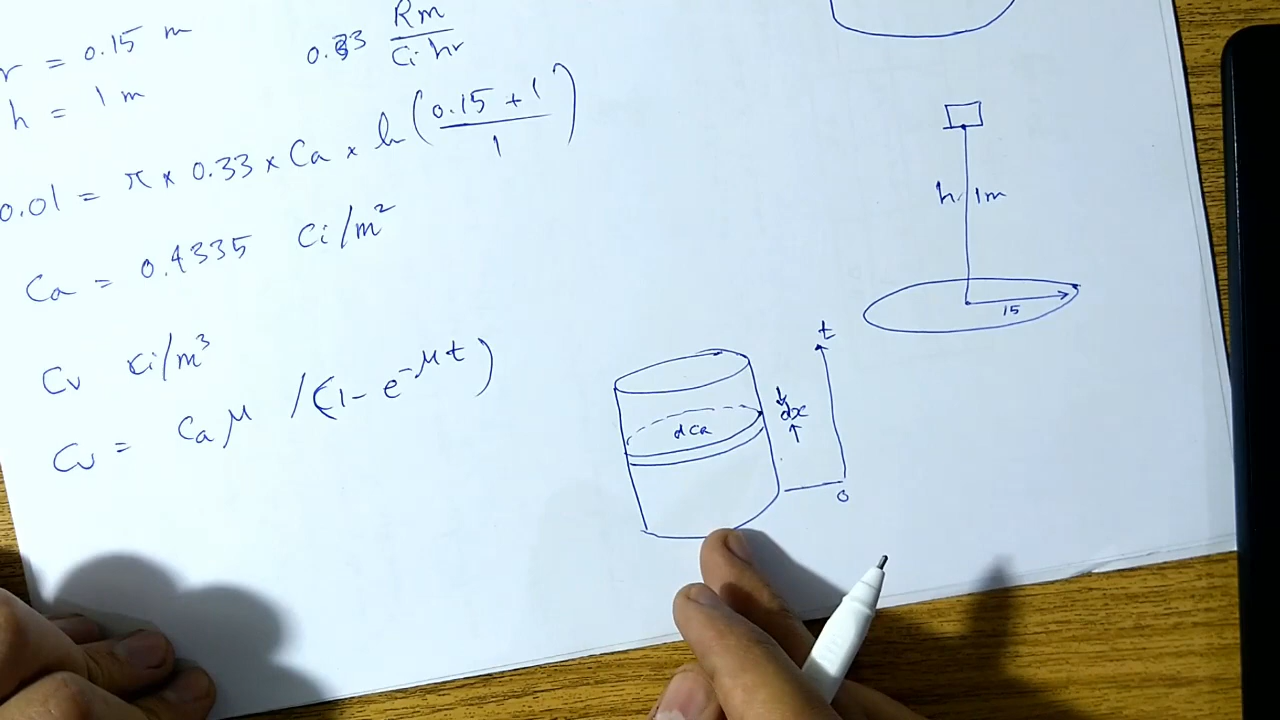 r = 0.15 m
h = 1 m
0.33 Rm / Ci hr
0.01 = π x 0.33 x Ca x ln ( (0.15 + 1) / 1 )
Ca = 0.4335 Ci/m²
Cv Ci/m³
Cv = Ca μ / (1 - e^-μt)
h 1m
15
t
dx
dCa
0